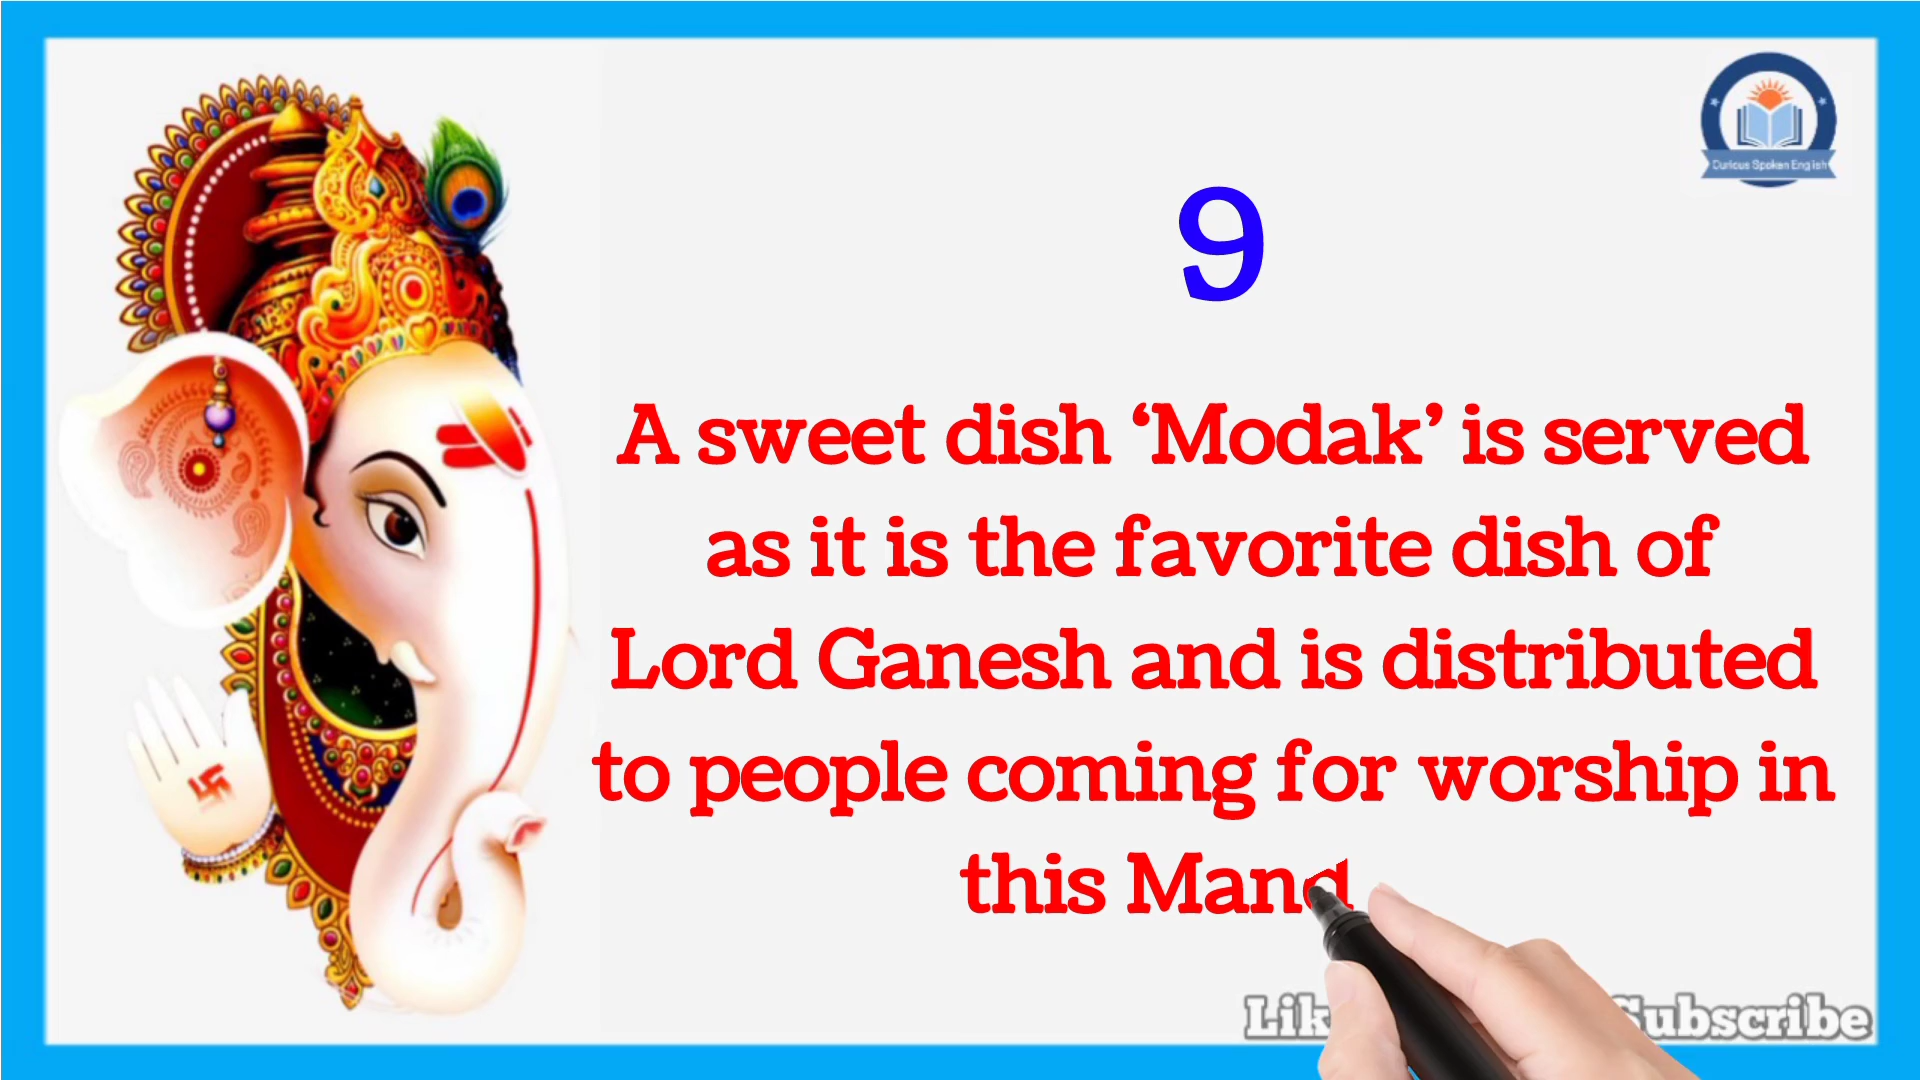 Curious Spoken English
9
A sweet dish ‘Modak’ is served
as it is the favorite dish of
Lord Ganesh and is distributed
to people coming for worship in
this Mand
Lik
Subscribe